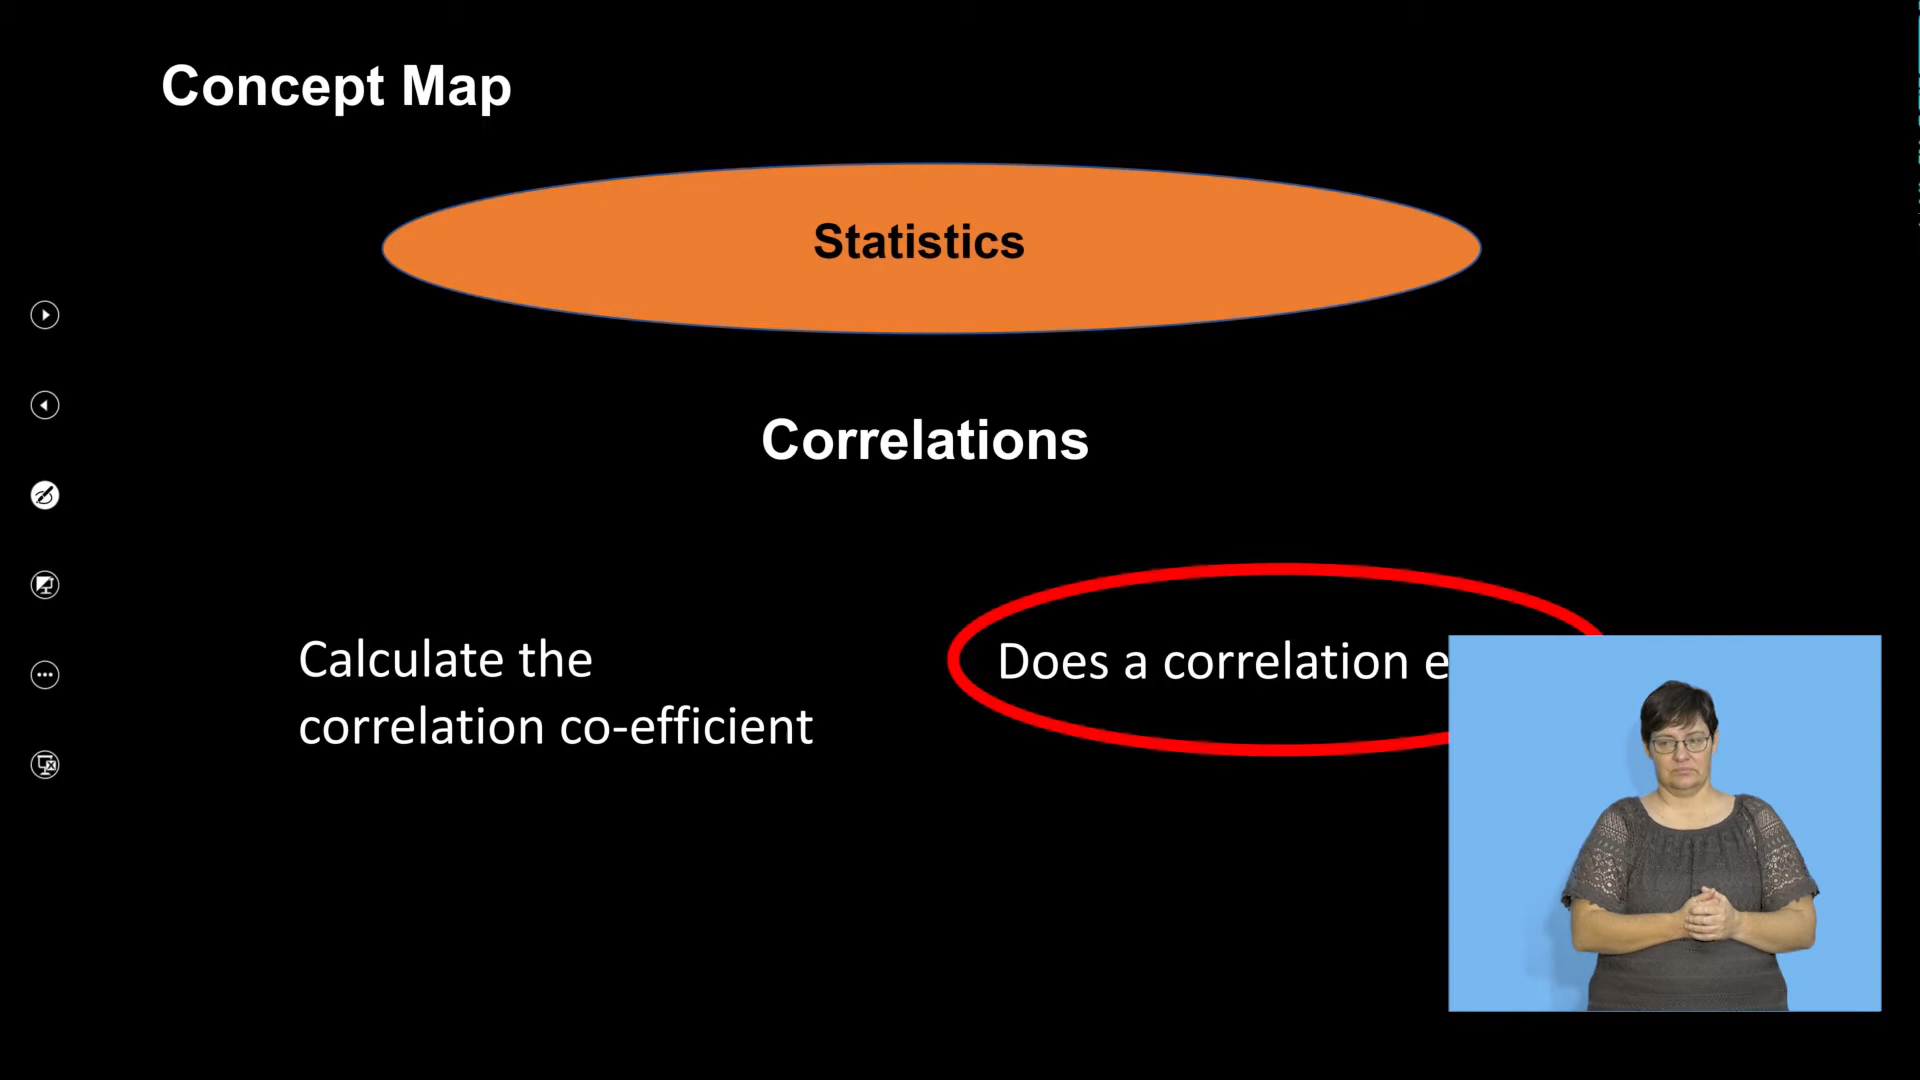 Concept Map
Statistics
Correlations
Calculate the
correlation co-efficient
Does a correlation